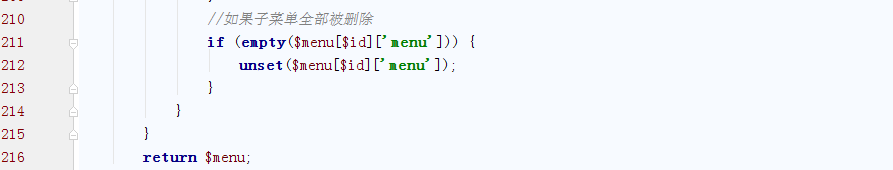 210 //如果子菜单全部被删除
211 if (empty($menu[$id]['menu'])) {
212 unset($menu[$id]['menu']);
213 }
214 }
215 }
216 return $menu;